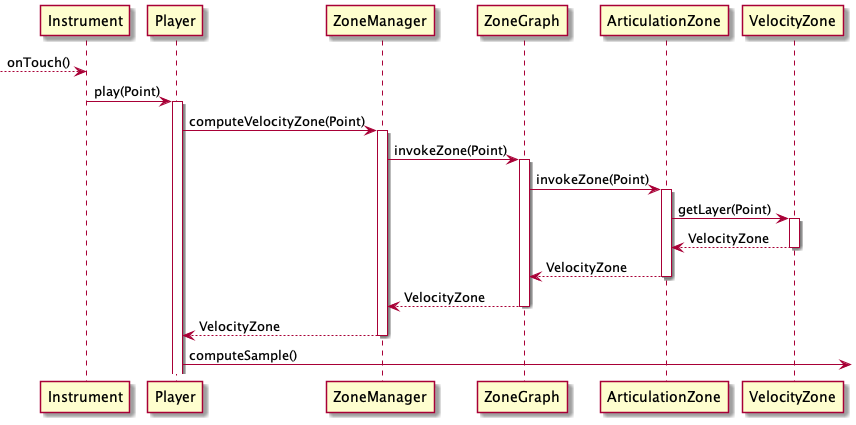 Instrument
Player
ZoneManager
ZoneGraph
ArticulationZone
VelocityZone
onTouch()
play(Point)
computeVelocityZone(Point)
invokeZone(Point)
invokeZone(Point)
getLayer(Point)
VelocityZone
VelocityZone
VelocityZone
VelocityZone
computeSample()
Instrument
Player
ZoneManager
ZoneGraph
ArticulationZone
VelocityZone